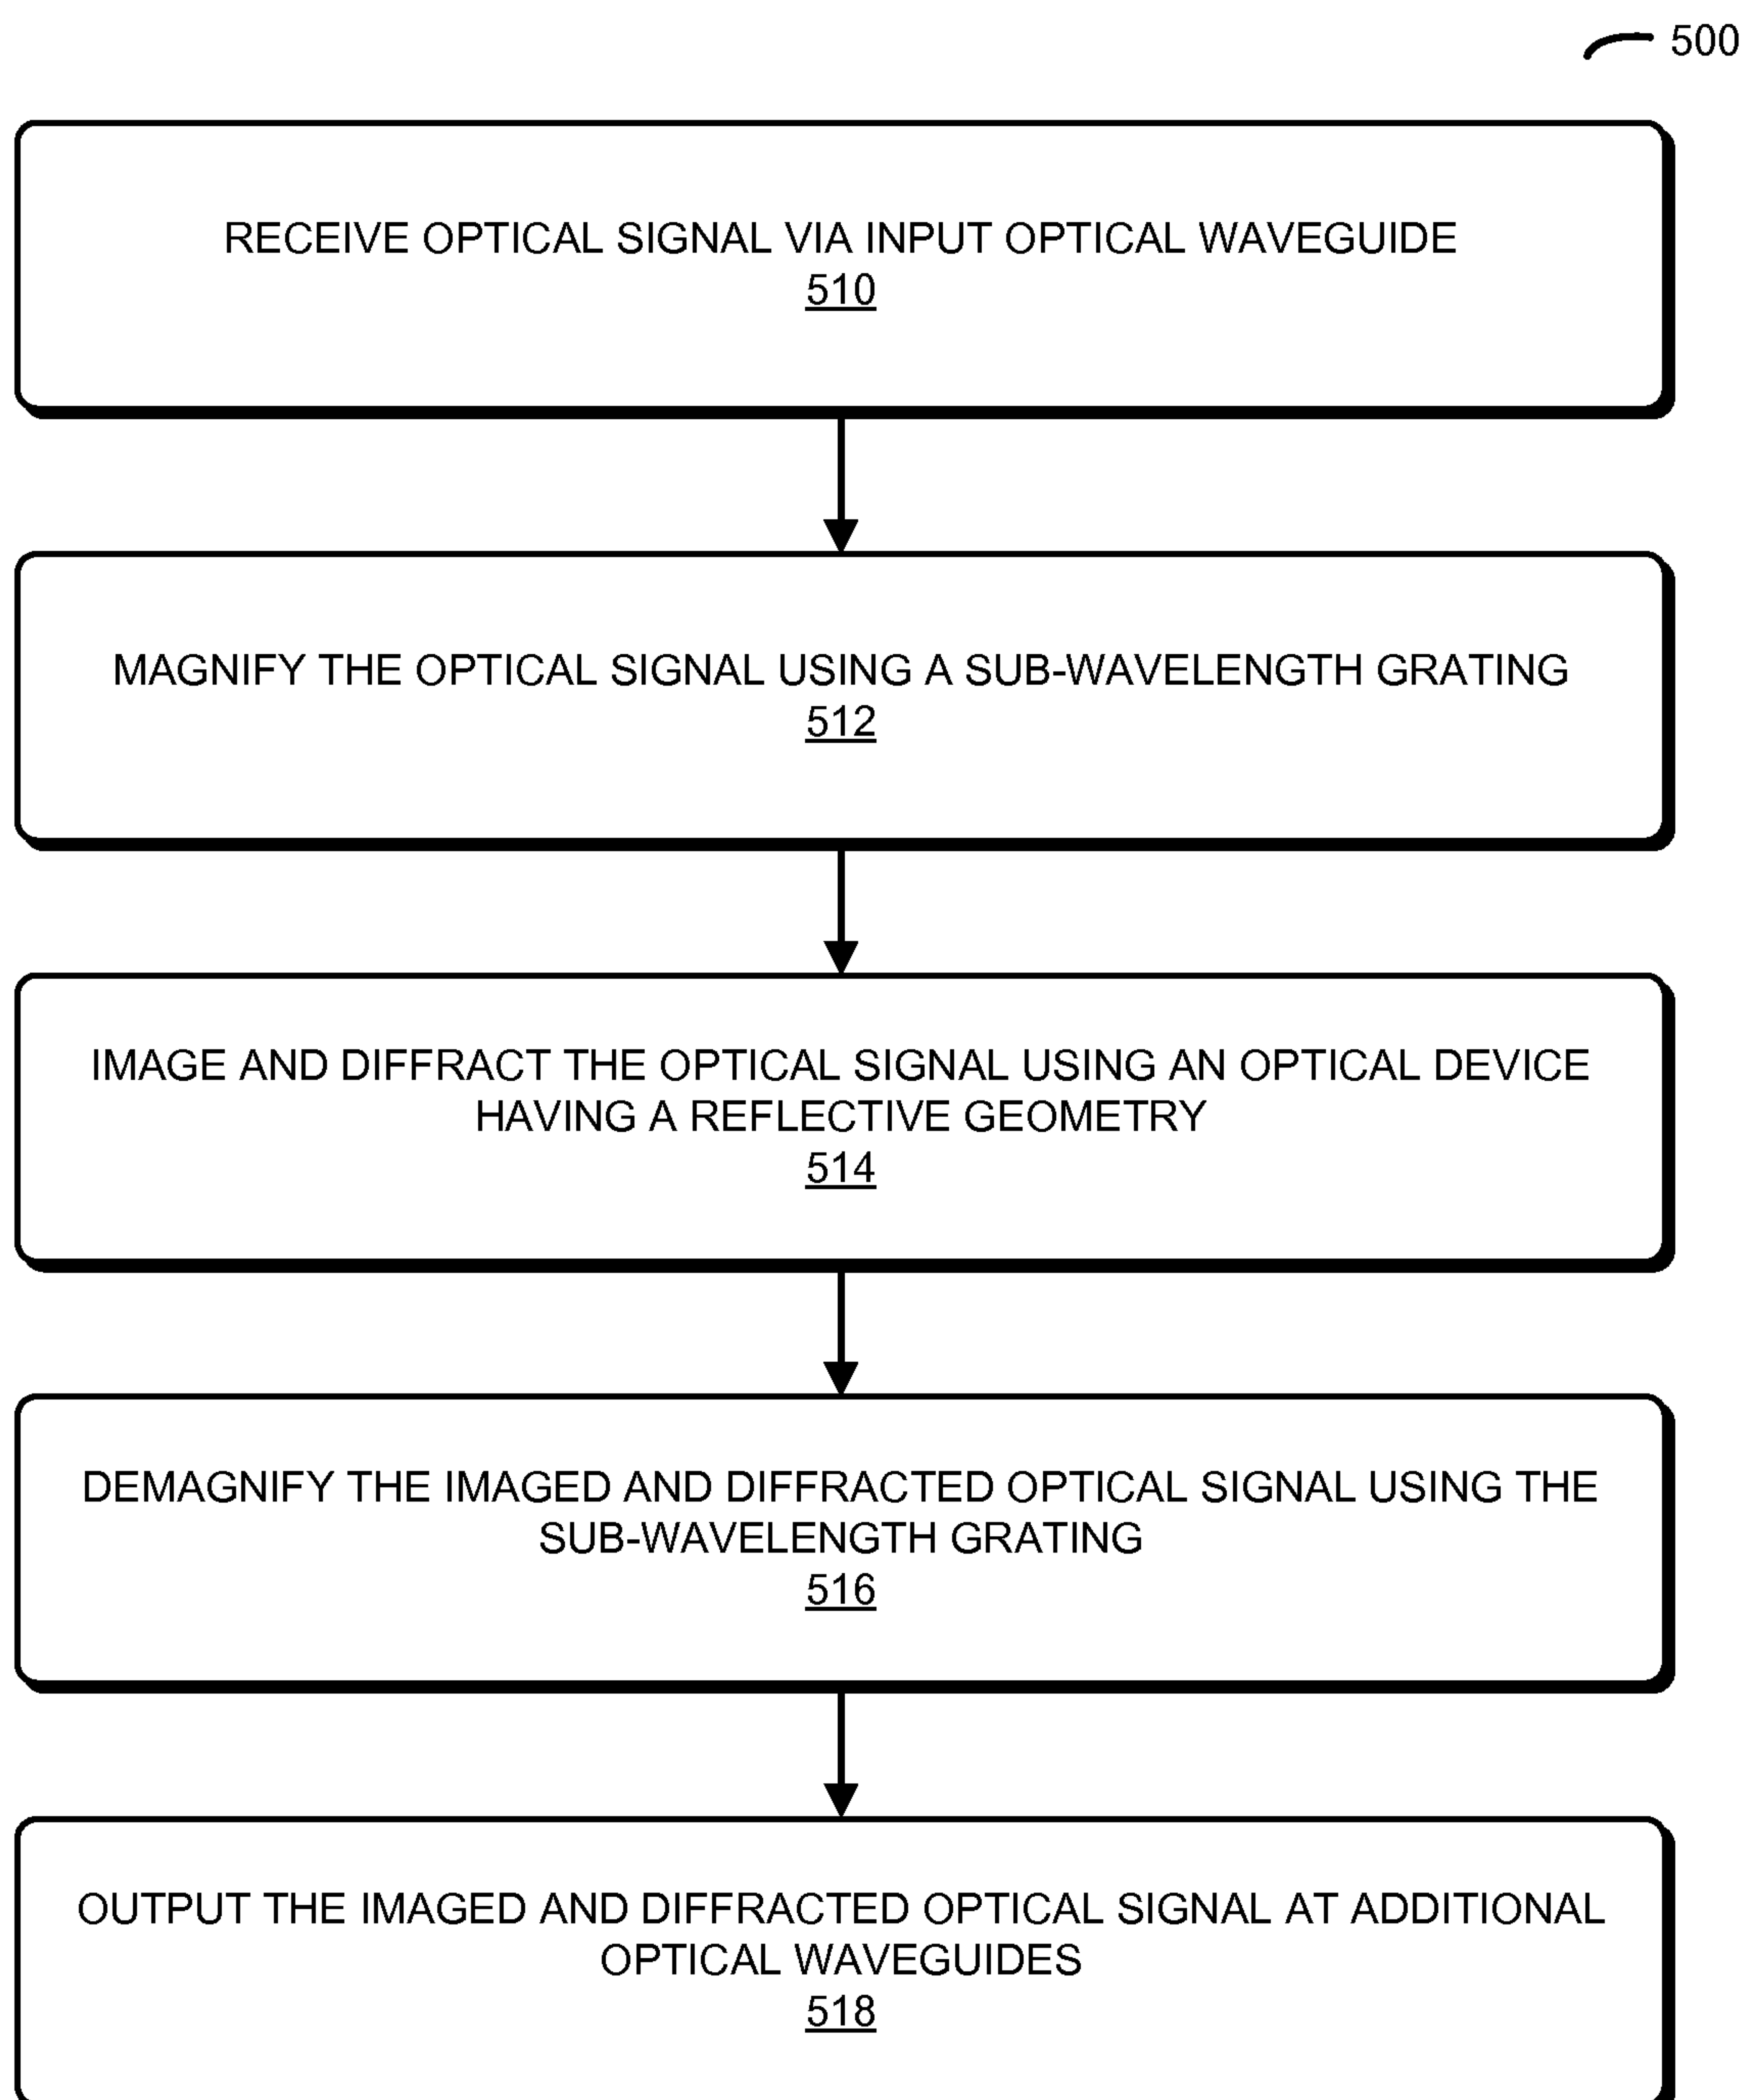 500
RECEIVE OPTICAL SIGNAL VIA INPUT OPTICAL WAVEGUIDE
510
MAGNIFY THE OPTICAL SIGNAL USING A SUB-WAVELENGTH GRATING
512
IMAGE AND DIFFRACT THE OPTICAL SIGNAL USING AN OPTICAL DEVICE
HAVING A REFLECTIVE GEOMETRY
514
DEMAGNIFY THE IMAGED AND DIFFRACTED OPTICAL SIGNAL USING THE
SUB-WAVELENGTH GRATING
516
OUTPUT THE IMAGED AND DIFFRACTED OPTICAL SIGNAL AT ADDITIONAL
OPTICAL WAVEGUIDES
518